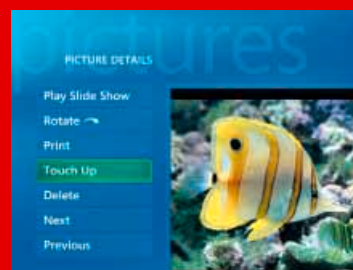 pictures
PICTURE DETAILS
Play Slide Show
Rotate
Print
Touch Up
Delete
Next
Previous